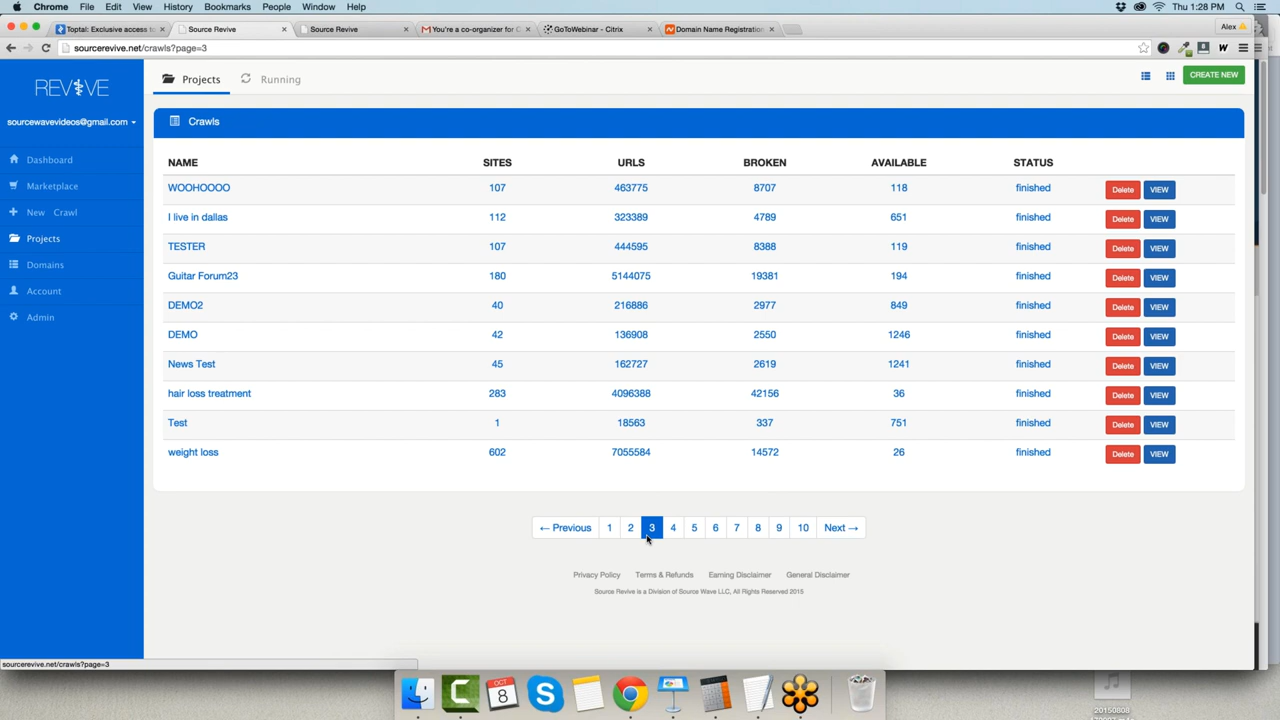 Chrome File Edit View History Bookmarks People Window Help Thu 1:28 PM
Toptal: Exclusive access to Source Revive Source Revive You're a co-organizer for GoToWebinar - Citrix Domain Name Registration Alex
sourcerevive.net/crawls?page=3
REVIVE
Projects Running CREATE NEW
sourcewavevideos@gmail.com
Crawls
Dashboard
Marketplace
New Crawl
Projects
Domains
Account
Admin
NAME SITES URLS BROKEN AVAILABLE STATUS
WOOHOOOO 107 463775 8707 118 finished Delete VIEW
I live in dallas 112 323389 4789 651 finished Delete VIEW
TESTER 107 444595 8388 119 finished Delete VIEW
Guitar Forum23 180 5144075 19381 194 finished Delete VIEW
DEMO2 40 216886 2977 849 finished Delete VIEW
DEMO 42 136908 2550 1246 finished Delete VIEW
News Test 45 162727 2619 1241 finished Delete VIEW
hair loss treatment 283 4096388 42156 36 finished Delete VIEW
Test 1 18563 337 751 finished Delete VIEW
weight loss 602 7055584 14572 26 finished Delete VIEW
← Previous 1 2 3 4 5 6 7 8 9 10 Next →
Privacy Policy Terms & Refunds Earning Disclaimer General Disclaimer
Source Revive is a Division of Source Wave LLC, All Rights Reserved 2015
sourcerevive.net/crawls?page=3
OCT
8
20150808